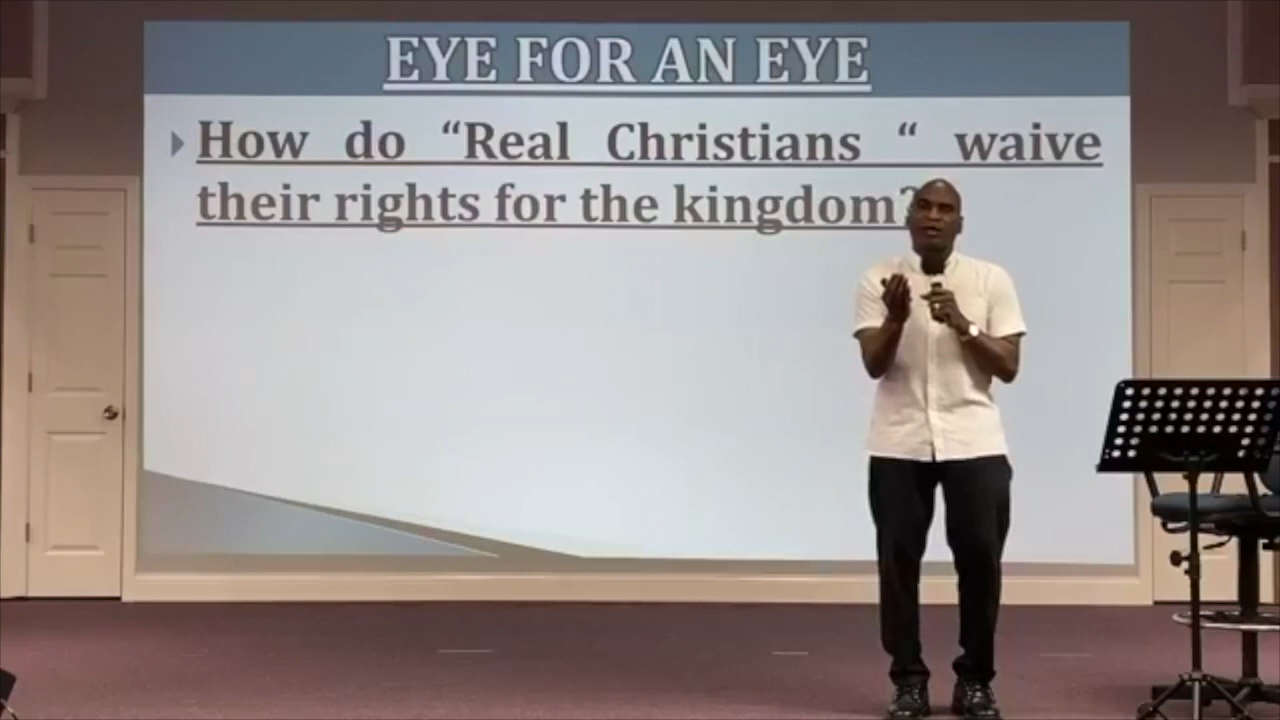 EYE FOR AN EYE
How do “Real Christians “ waive
their rights for the kingdom?